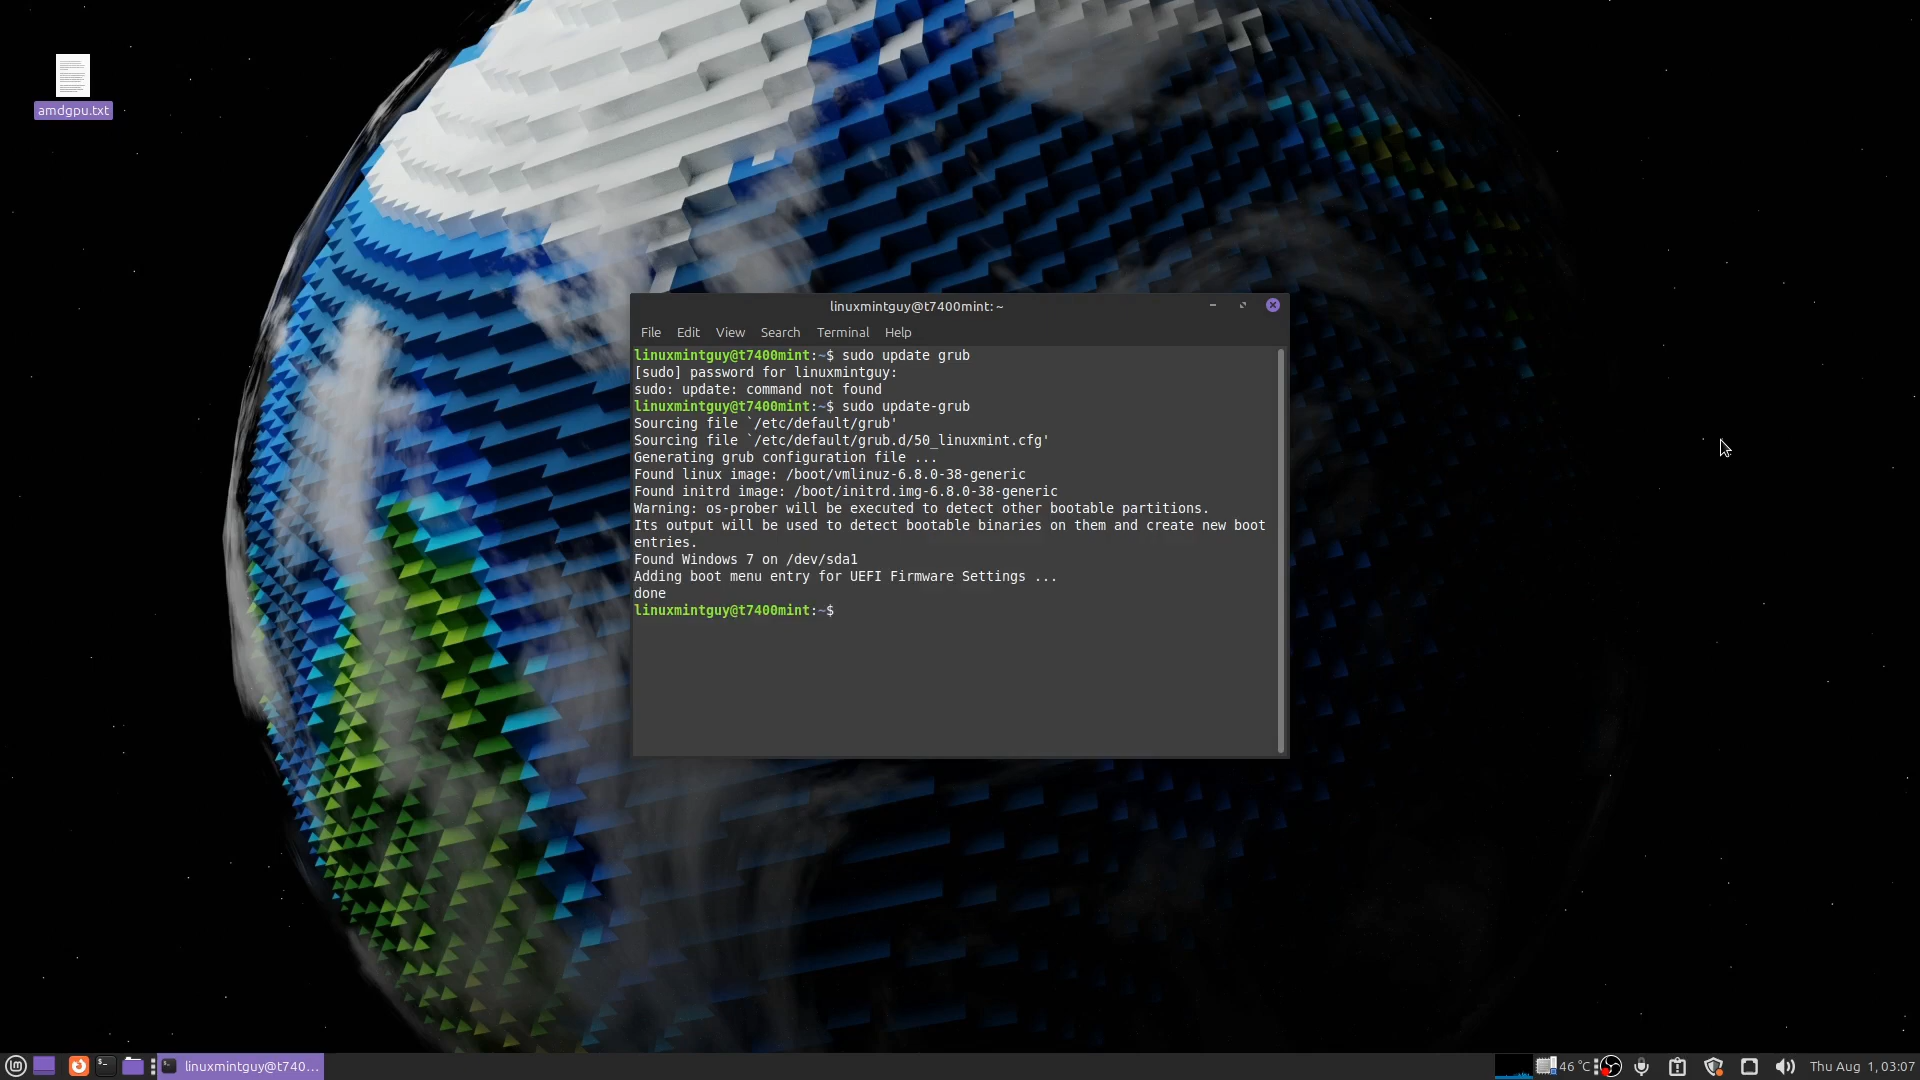 amdgpu.txt
linuxmintguy@t7400mint: ~
File Edit View Search Terminal Help
linuxmintguy@t7400mint:~$ sudo update grub
[sudo] password for linuxmintguy:
sudo: update: command not found
linuxmintguy@t7400mint:~$ sudo update-grub
Sourcing file `/etc/default/grub'
Sourcing file `/etc/default/grub.d/50_linuxmint.cfg'
Generating grub configuration file ...
Found linux image: /boot/vmlinuz-6.8.0-38-generic
Found initrd image: /boot/initrd.img-6.8.0-38-generic
Warning: os-prober will be executed to detect other bootable partitions.
Its output will be used to detect bootable binaries on them and create new boot
entries.
Found Windows 7 on /dev/sda1
Adding boot menu entry for UEFI Firmware Settings ...
done
linuxmintguy@t7400mint:~$
linuxmintguy@t740... 46 °C Thu Aug 1, 03:07